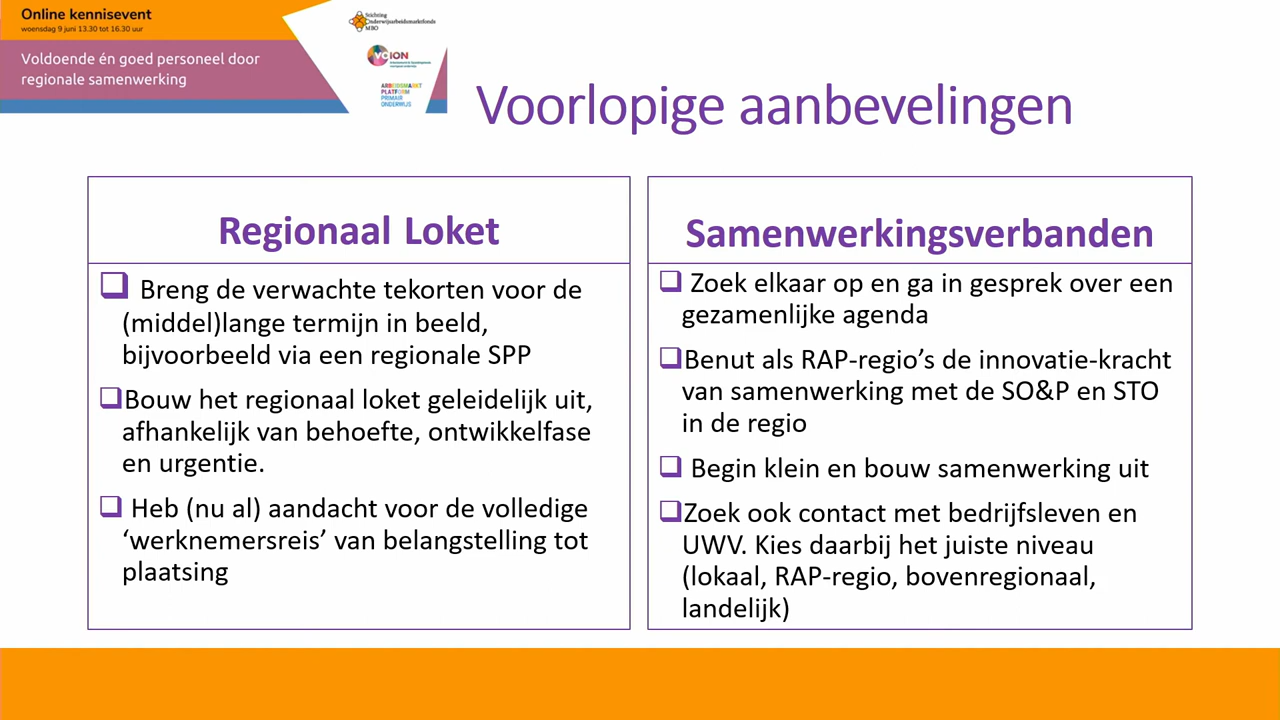 Online kennisevent
woensdag 9 juni 13.30 tot 16.30 uur
Voldoende én goed personeel door
regionale samenwerking
Stichting
Onderwijsarbeidsmarktfonds
MBO
VOION
ARBEIDSMARKT
PLATFORM
PRIMAIR
ONDERWIJS
Voorlopige aanbevelingen
Regionaal Loket
❑ Breng de verwachte tekorten voor de
(middel)lange termijn in beeld,
bijvoorbeeld via een regionale SPP
❑Bouw het regionaal loket geleidelijk uit,
afhankelijk van behoefte, ontwikkelfase
en urgentie.
❑ Heb (nu al) aandacht voor de volledige
‘werknemersreis’ van belangstelling tot
plaatsing
Samenwerkingsverbanden
❑ Zoek elkaar op en ga in gesprek over een
gezamenlijke agenda
❑Benut als RAP-regio’s de innovatie-kracht
van samenwerking met de SO&P en STO
in de regio
❑ Begin klein en bouw samenwerking uit
❑Zoek ook contact met bedrijfsleven en
UWV. Kies daarbij het juiste niveau
(lokaal, RAP-regio, bovenregionaal,
landelijk)